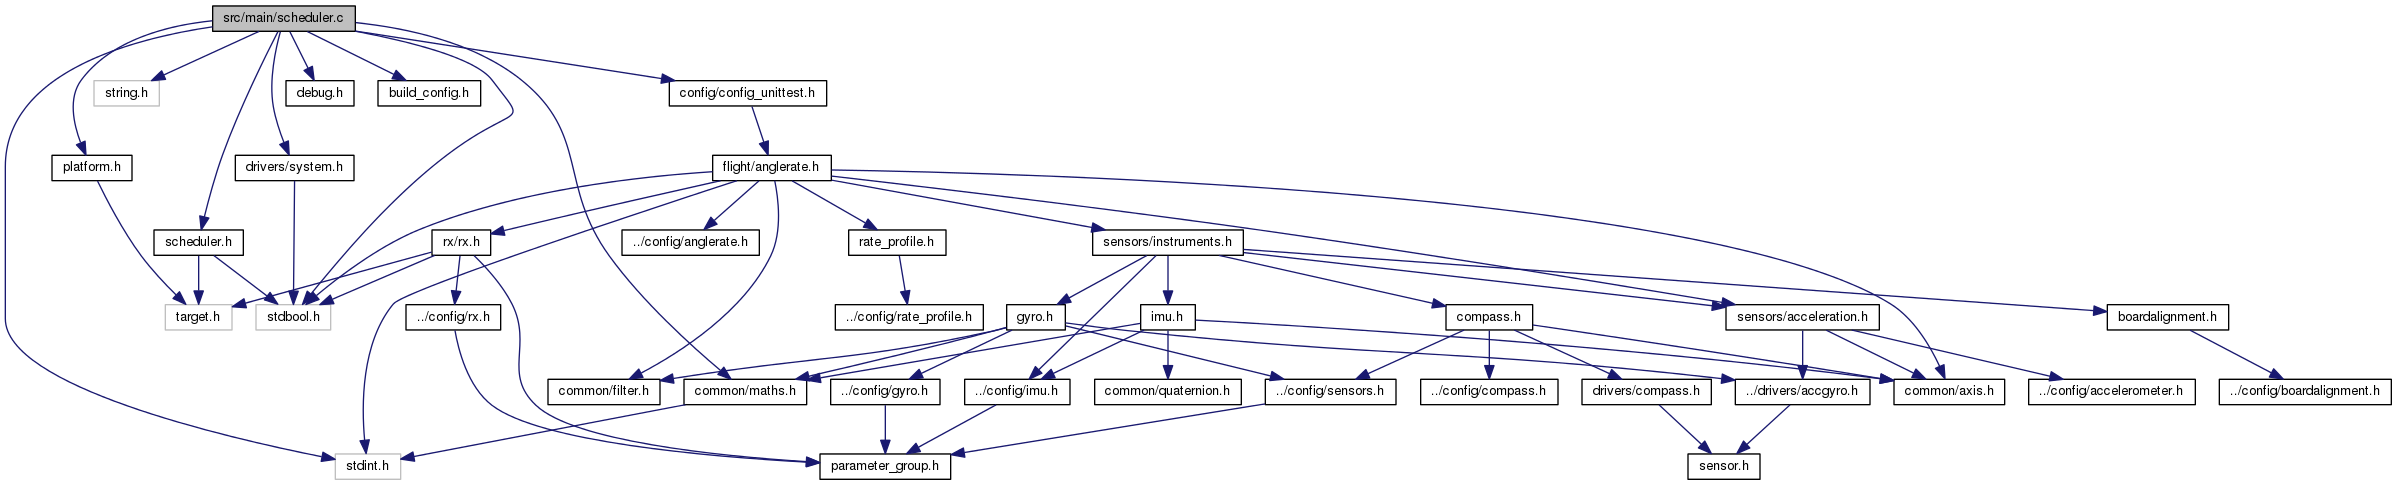 src/main/scheduler.c
string.h
debug.h
build_config.h
config/config_unittest.h
platform.h
drivers/system.h
flight/anglerate.h
scheduler.h
rx/rx.h
../config/anglerate.h
rate_profile.h
sensors/instruments.h
target.h
stdbool.h
../config/rx.h
../config/rate_profile.h
gyro.h
imu.h
compass.h
sensors/acceleration.h
boardalignment.h
common/filter.h
common/maths.h
../config/gyro.h
../config/imu.h
common/quaternion.h
../config/sensors.h
../config/compass.h
drivers/compass.h
../drivers/accgyro.h
common/axis.h
../config/accelerometer.h
../config/boardalignment.h
stdint.h
parameter_group.h
sensor.h